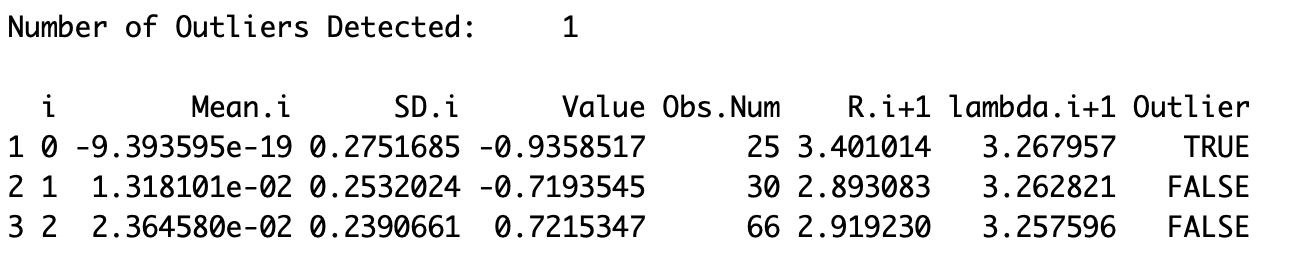 Number of Outliers Detected:     1
  i         Mean.i      SD.i      Value Obs.Num    R.i+1 lambda.i+1 Outlier
1 0 -9.393595e-19 0.2751685 -0.9358517      25 3.401014   3.267957    TRUE
2 1  1.318101e-02 0.2532024 -0.7193545      30 2.893083   3.262821   FALSE
3 2  2.364580e-02 0.2390661  0.7215347      66 2.919230   3.257596   FALSE